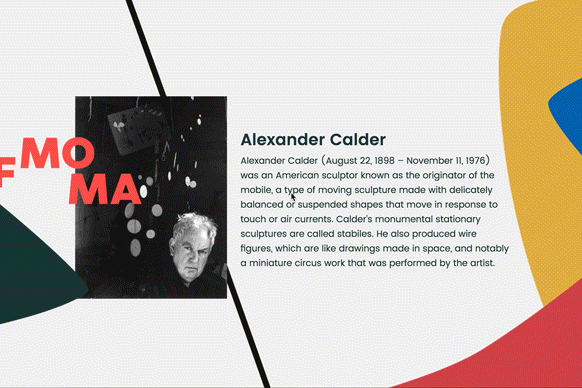 F MO
MA
Alexander Calder
Alexander Calder (August 22, 1898 – November 11, 1976)
was an American sculptor known as the originator of the
mobile, a type of moving sculpture made with delicately
balanced or suspended shapes that move in response to
touch or air currents. Calder's monumental stationary
sculptures are called stabiles. He also produced wire
figures, which are like drawings made in space, and notably
a miniature circus work that was performed by the artist.